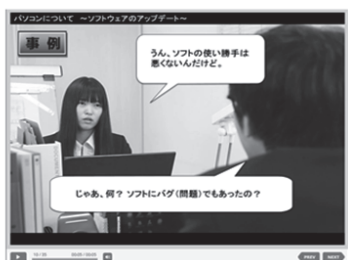 パソコンについて ～ソフトウェアのアップデート～
事 例
うん、ソフトの使い勝手は
悪くないんだけど。
じゃあ、何？ ソフトにバグ(問題)でもあったの？
PREV
NEXT